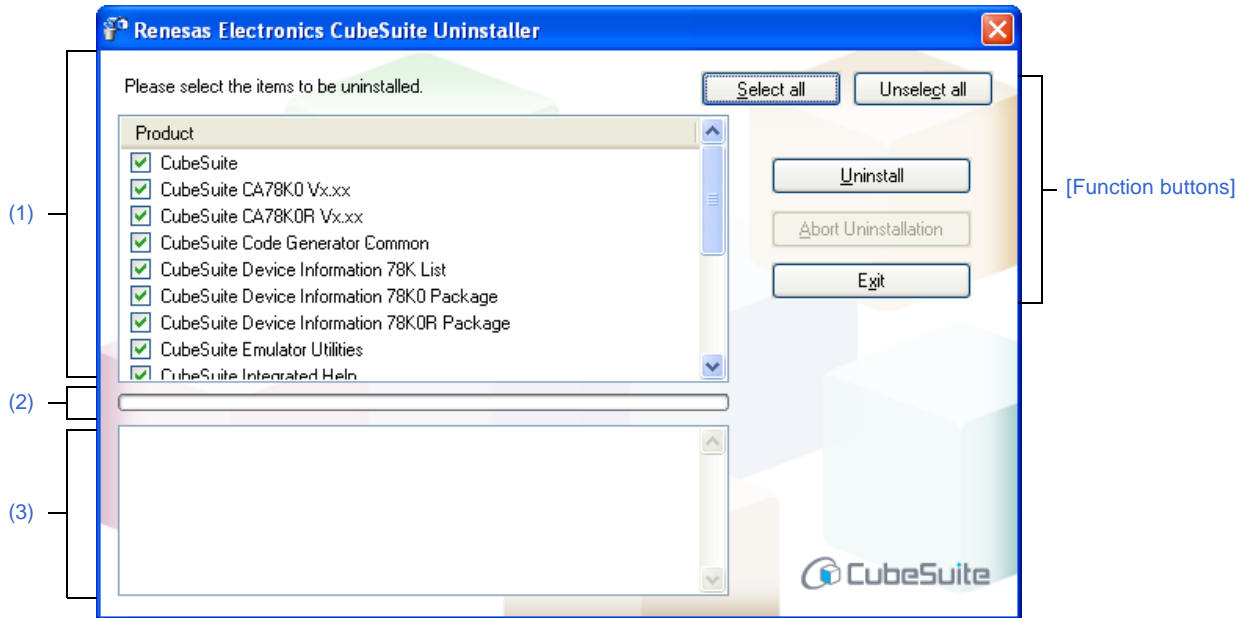 Renesas Electronics CubeSuite Uninstaller
Please select the items to be uninstalled.
Select all
Unselect all
Product
CubeSuite
CubeSuite CA78K0 Vx.xx
CubeSuite CA78K0R Vx.xx
CubeSuite Code Generator Common
CubeSuite Device Information 78K List
CubeSuite Device Information 78K0 Package
CubeSuite Device Information 78K0R Package
CubeSuite Emulator Utilities
CubeSuite Integrated Help
Uninstall
Abort Uninstallation
Exit
[Function buttons]
(1)
(2)
(3)
CubeSuite